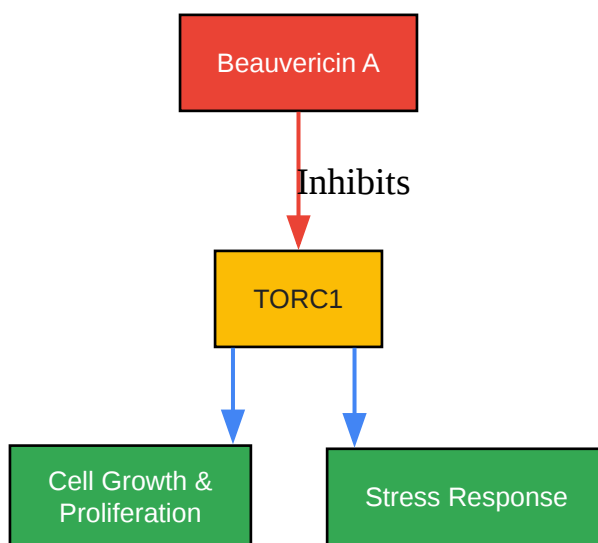 Beauvericin A
Inhibits
TORC1
Cell Growth &
Proliferation
Stress Response